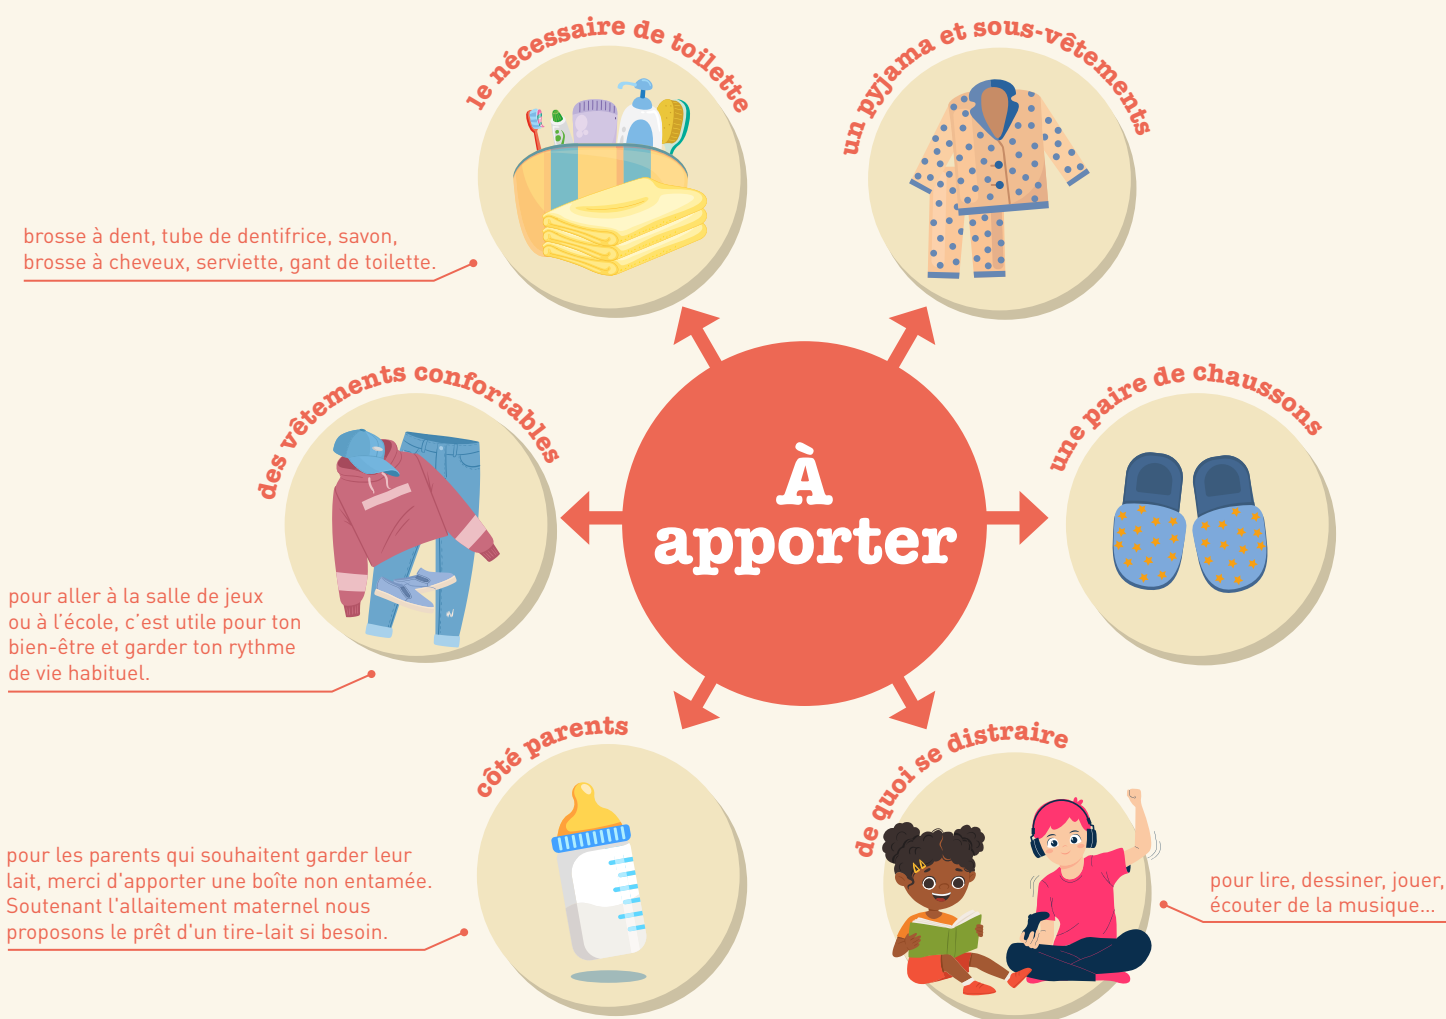 le nécessaire de toilette
un pyjama et sous-vêtements
brosse à dent, tube de dentifrice, savon,
brosse à cheveux, serviette, gant de toilette.
des vêtements confortables
une paire de chaussons
À
apporter
pour aller à la salle de jeux
ou à l'école, c'est utile pour ton
bien-être et garder ton rythme
de vie habituel.
côté parents
de quoi se distraire
pour les parents qui souhaitent garder leur
lait, merci d'apporter une boîte non entamée.
Soutenant l'allaitement maternel nous
proposons le prêt d'un tire-lait si besoin.
pour lire, dessiner, jouer,
écouter de la musique...